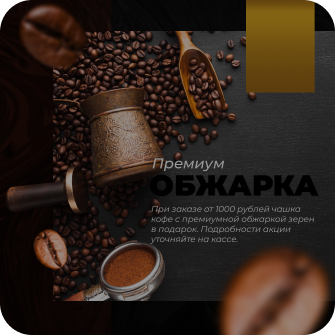 Премиум
ОБЖАРКА
При заказе от 1000 рублей чашка
кофе с премиумной обжаркой зерен
в подарок. Подробности акции
уточняйте на кассе.